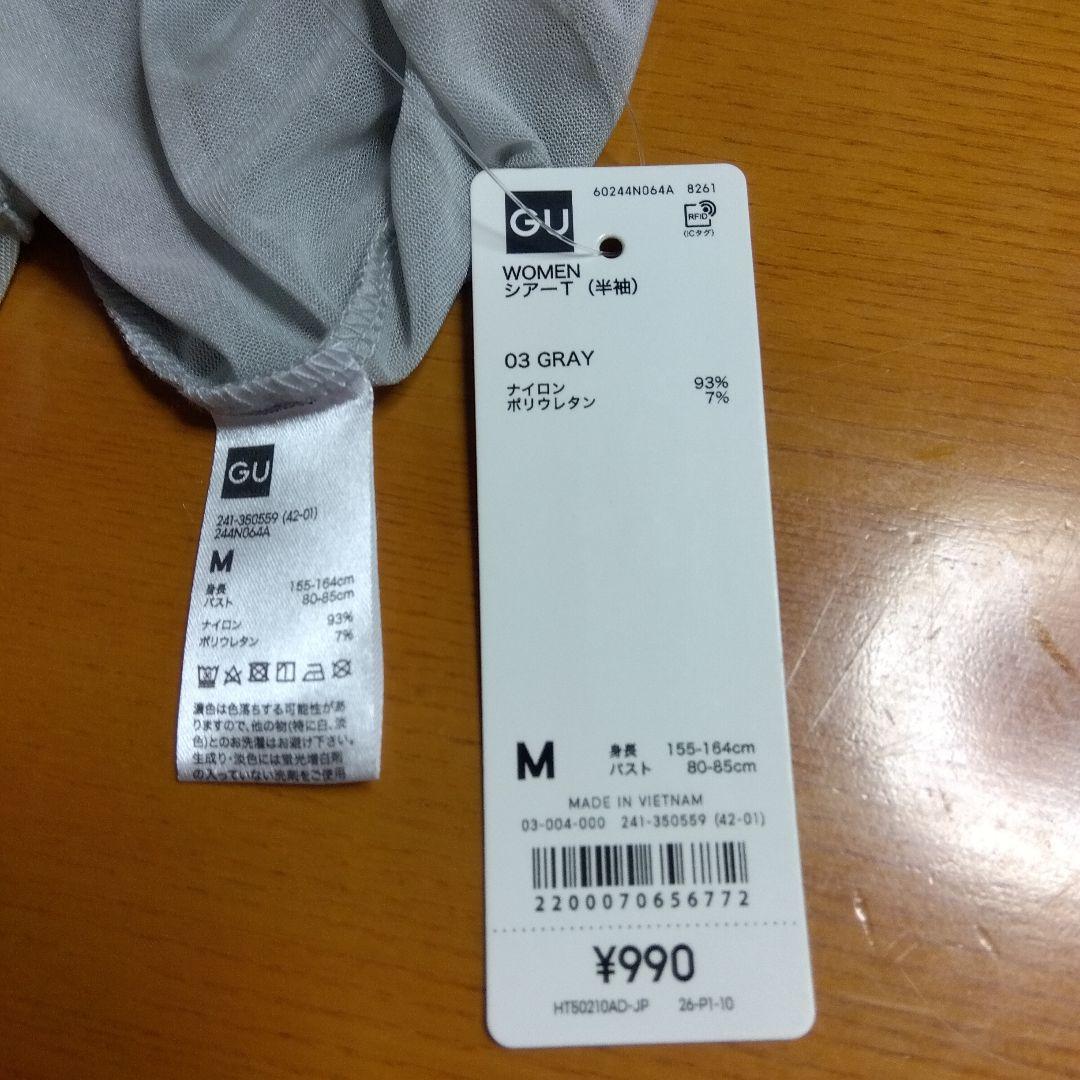 GU
60244N064A 8261
RFID
(ICタグ)
WOMEN
シアーT（半袖）
03 GRAY
ナイロン 93%
ポリウレタン 7%
M 身長 155-164cm
バスト 80-85cm
MADE IN VIETNAM
03-004-000 241-350559 (42-01)
2200070656772
¥990
HT50210AD-JP 26-P1-10
GU
241-350559 (42-01)
244N064A
M
身長 155-164cm
バスト 80-85cm
ナイロン 93%
ポリウレタン 7%
濃色は色落ちする可能性があ
りますので、他の物(特に白、淡
色)とのお洗濯はお避け下さい。
生成り・淡色には蛍光増白剤
の入っていない洗剤をご使用